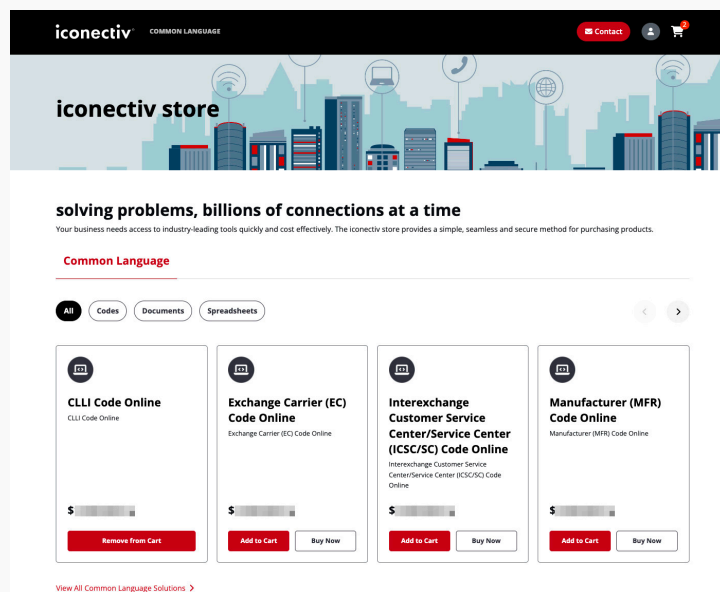 iconectiv
COMMON LANGUAGE
Contact
2
iconectiv store
solving problems, billions of connections at a time
Your business needs access to industry-leading tools quickly and cost effectively. The iconectiv store provides a simple, seamless and secure method for purchasing products.
Common Language
All
Codes
Documents
Spreadsheets
CLLI Code Online
CLLI Code Online
$
Remove from Cart
Exchange Carrier (EC)
Code Online
Exchange Carrier (EC) Code Online
$
Add to Cart
Buy Now
Interexchange
Customer Service
Center/Service Center
(ICSC/SC) Code Online
Interexchange Customer Service
Center/Service Center (ICSC/SC) Code
Online
$
Add to Cart
Buy Now
Manufacturer (MFR)
Code Online
Manufacturer (MFR) Code Online
$
Add to Cart
Buy Now
View All Common Language Solutions